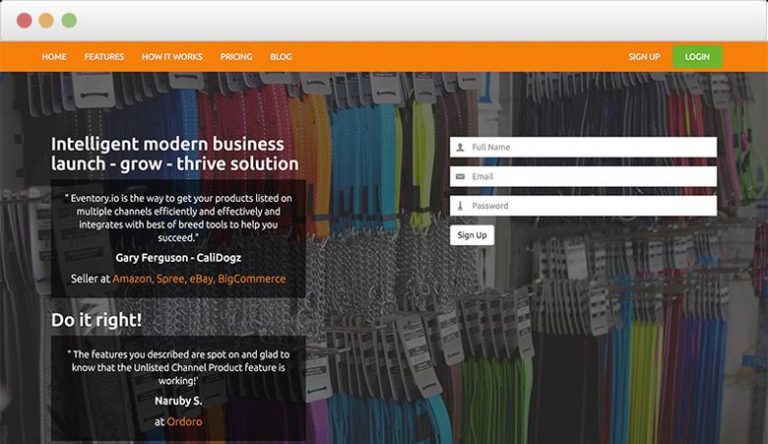 HOME FEATURES HOW IT WORKS PRICING BLOG SIGN UP LOGIN
Intelligent modern business
launch - grow - thrive solution
" Eventory.io is the way to get your products listed on
multiple channels efficiently and effectively and
integrates with best of breed tools to help you
succeed."
Gary Ferguson - CaliDogz
Seller at Amazon, Spree, eBay, BigCommerce
Full Name
Email
Password
Sign Up
Do it right!
" The features you described are spot on and glad to
know that the Unlisted Channel Product feature is
working!'
Naruby S.
at Ordoro